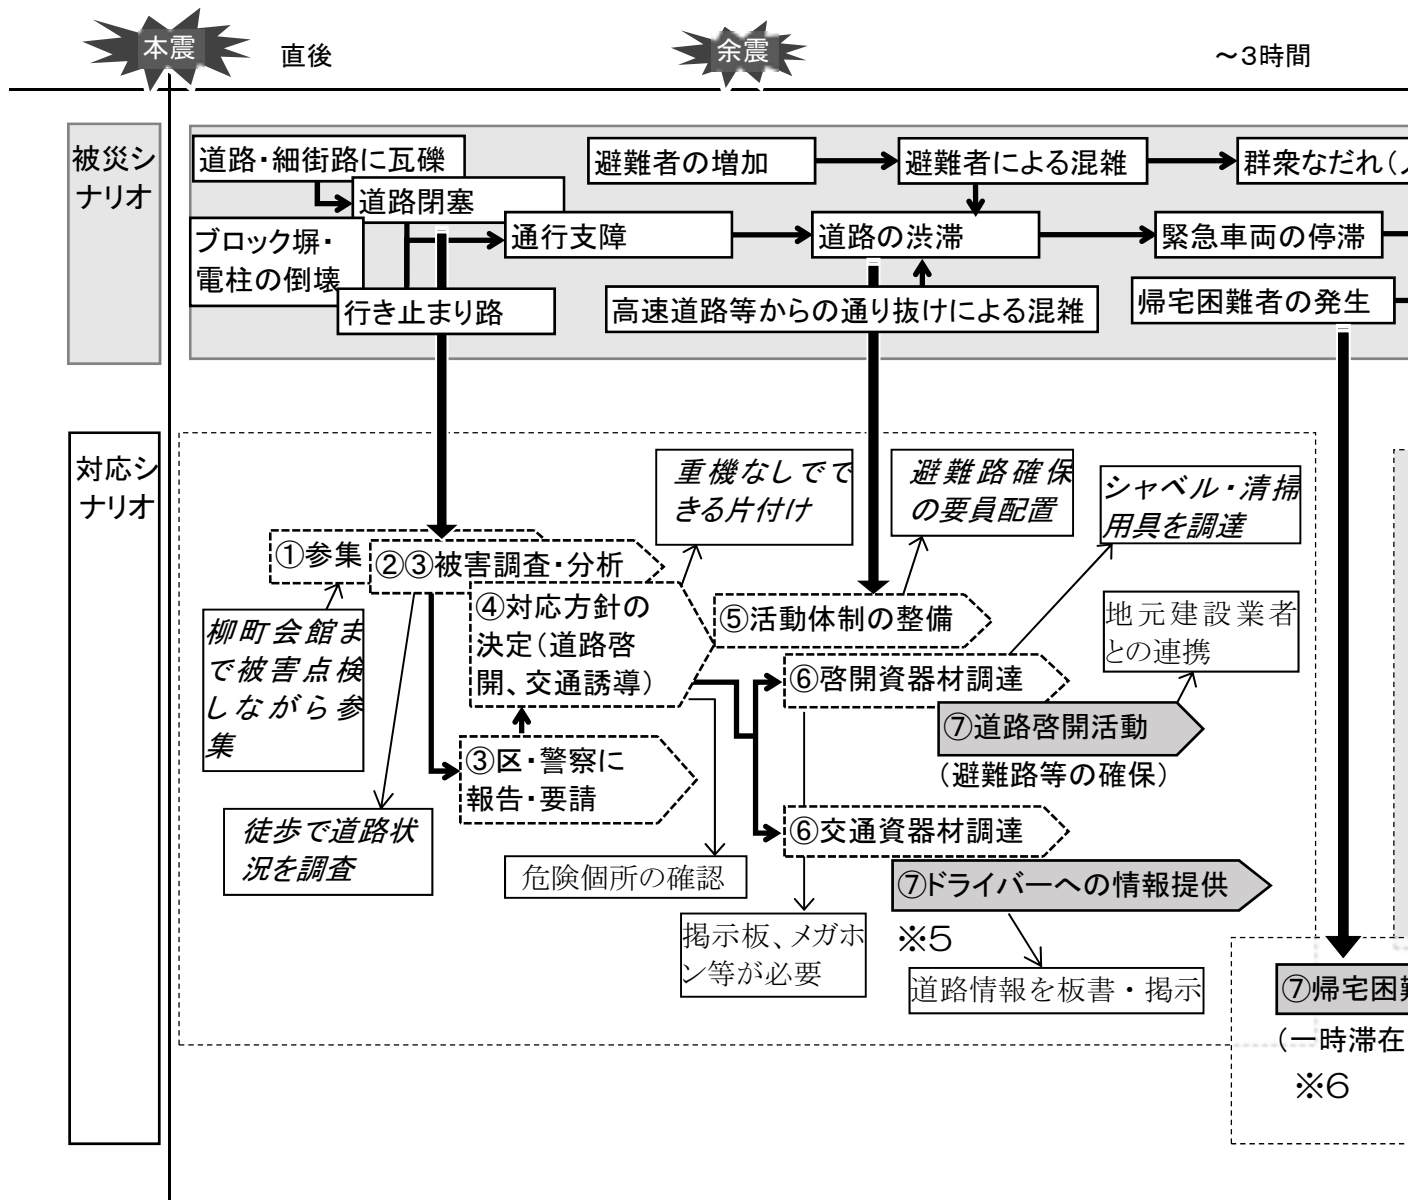 本震
直後
余震
～3時間
被災シ
ナリオ
道路・細街路に瓦礫
道路閉塞
ブロック塀・
電柱の倒壊
行き止まり路
通行支障
避難者の増加
避難者による混雑
群衆なだれ（
道路の渋滞
緊急車両の停滞
高速道路等からの通り抜けによる混雑
帰宅困難者の発生
対応シ
ナリオ
重機なしでで
きる片付け
避難路確保
の要員配置
シャベル・清掃
用具を調達
①参集
②③被害調査・分析
④対応方針の
決定（道路啓
開、交通誘導）
⑤活動体制の整備
地元建設業者
との連携
柳町会館ま
で被害点検
しながら参
集
⑥啓開資器材調達
⑦道路啓開活動
（避難路等の確保）
③区・警察に
報告・要請
徒歩で道路状
況を調査
⑥交通資器材調達
危険個所の確認
⑦ドライバーへの情報提供
※5
掲示板、メガホ
ン等が必要
道路情報を板書・掲示
⑦帰宅困
（一時滞在
※6